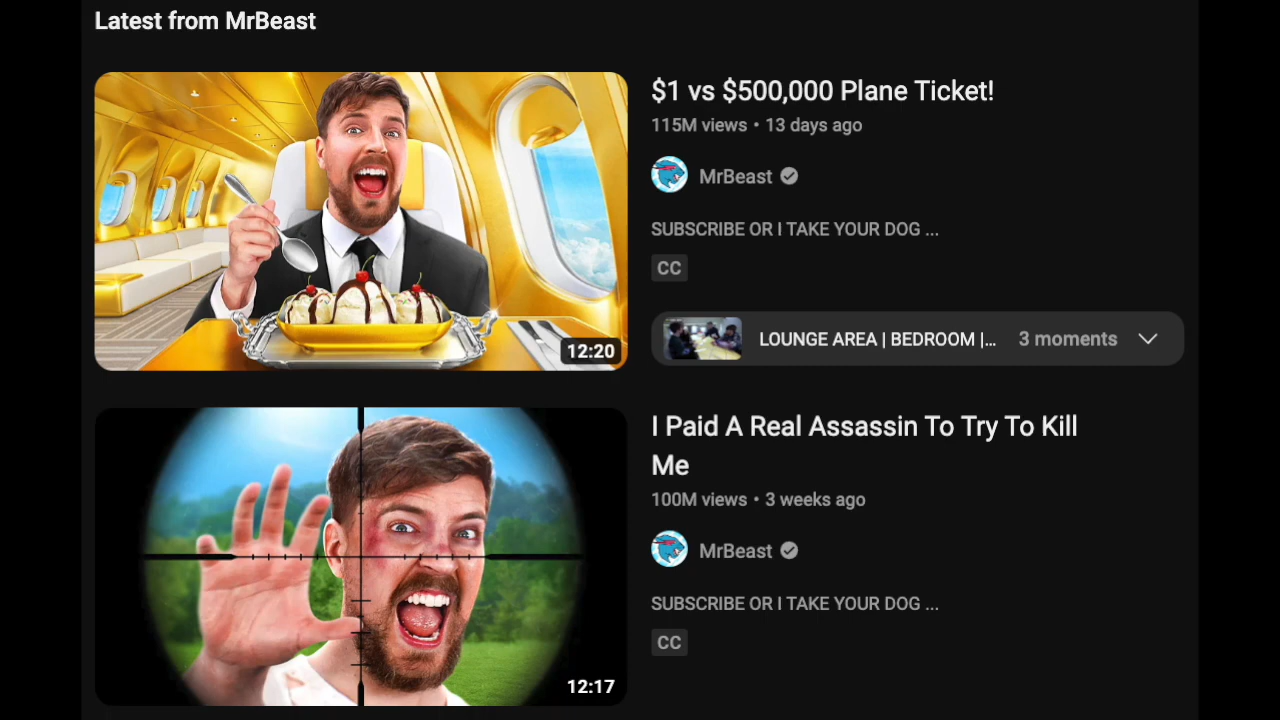 Latest from MrBeast
12:20
$1 vs $500,000 Plane Ticket!
115M views • 13 days ago
MrBeast
SUBSCRIBE OR I TAKE YOUR DOG ...
CC
LOUNGE AREA | BEDROOM |... 3 moments
12:17
I Paid A Real Assassin To Try To Kill
Me
100M views • 3 weeks ago
MrBeast
SUBSCRIBE OR I TAKE YOUR DOG ...
CC